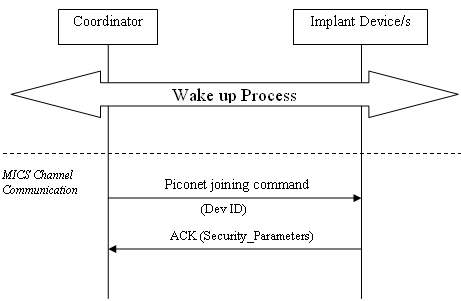 Coordinator
Implant Device/s
Wake up Process
MICS Channel
Communication
Piconet joining command
(Dev ID)
ACK (Security_Parameters)